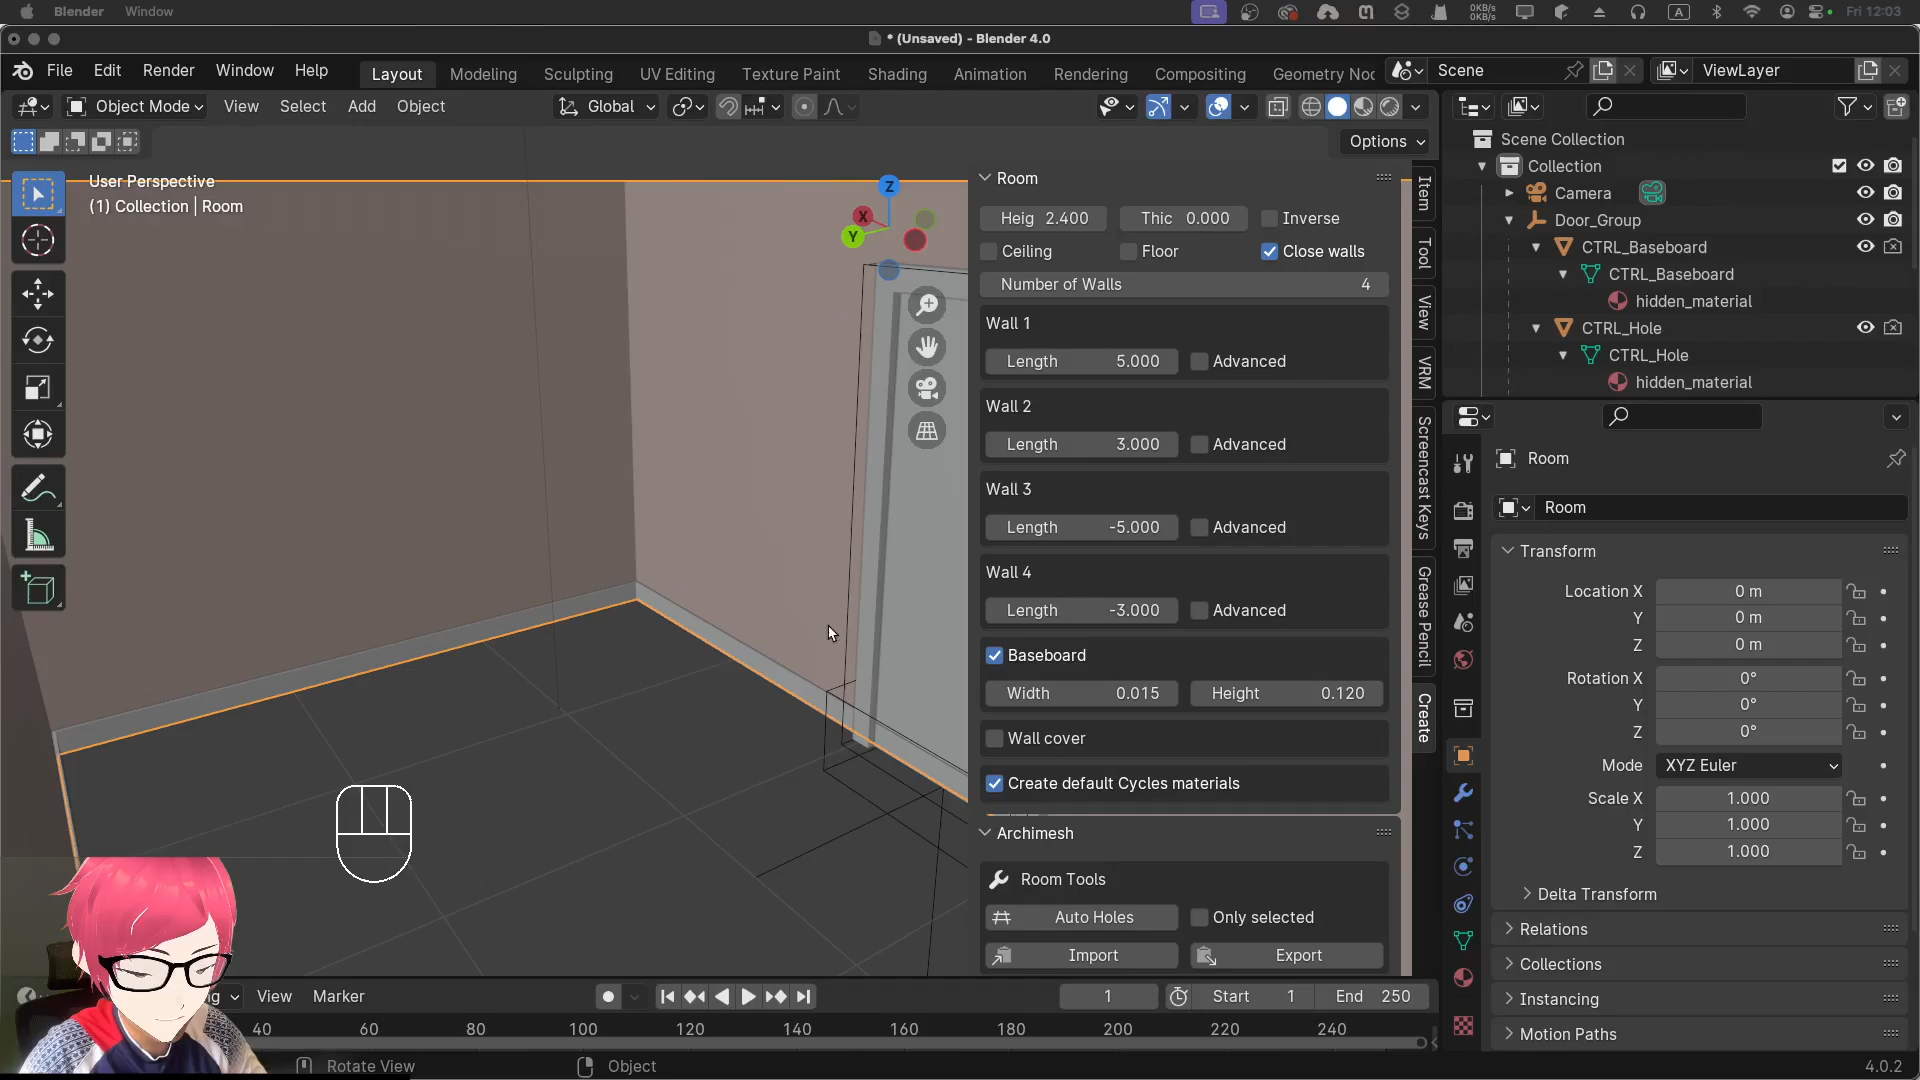 Blender Window
0KB/s
0KB/s
A
Fri 12:03
* (Unsaved) - Blender 4.0
File Edit Render Window Help
Layout Modeling Sculpting UV Editing Texture Paint Shading Animation Rendering Compositing Geometry Noc
Scene
ViewLayer
Object Mode View Select Add Object
Global
Options
User Perspective
(1) Collection | Room
Z
X
Y
Room
Heig 2.400
Thic 0.000
Inverse
Ceiling
Floor
Close walls
Number of Walls 4
Wall 1
Length 5.000
Advanced
Wall 2
Length 3.000
Advanced
Wall 3
Length -5.000
Advanced
Wall 4
Length -3.000
Advanced
Baseboard
Width 0.015
Height 0.120
Wall cover
Create default Cycles materials
Archimesh
Room Tools
Auto Holes
Only selected
Import
Export
Item
Tool
View
VRM
Screencast Keys
Grease Pencil
Create
Scene Collection
Collection
Camera
Door_Group
CTRL_Baseboard
CTRL_Baseboard
hidden_material
CTRL_Hole
CTRL_Hole
hidden_material
Room
Room
Transform
Location X 0 m
Y 0 m
Z 0 m
Rotation X 0°
Y 0°
Z 0°
Mode XYZ Euler
Scale X 1.000
Y 1.000
Z 1.000
Delta Transform
Relations
Collections
Instancing
Motion Paths
View Marker
1
Start 1
End 250
40 60 80 100 120 140 160 180 200 220 240
Rotate View
Object
4.0.2